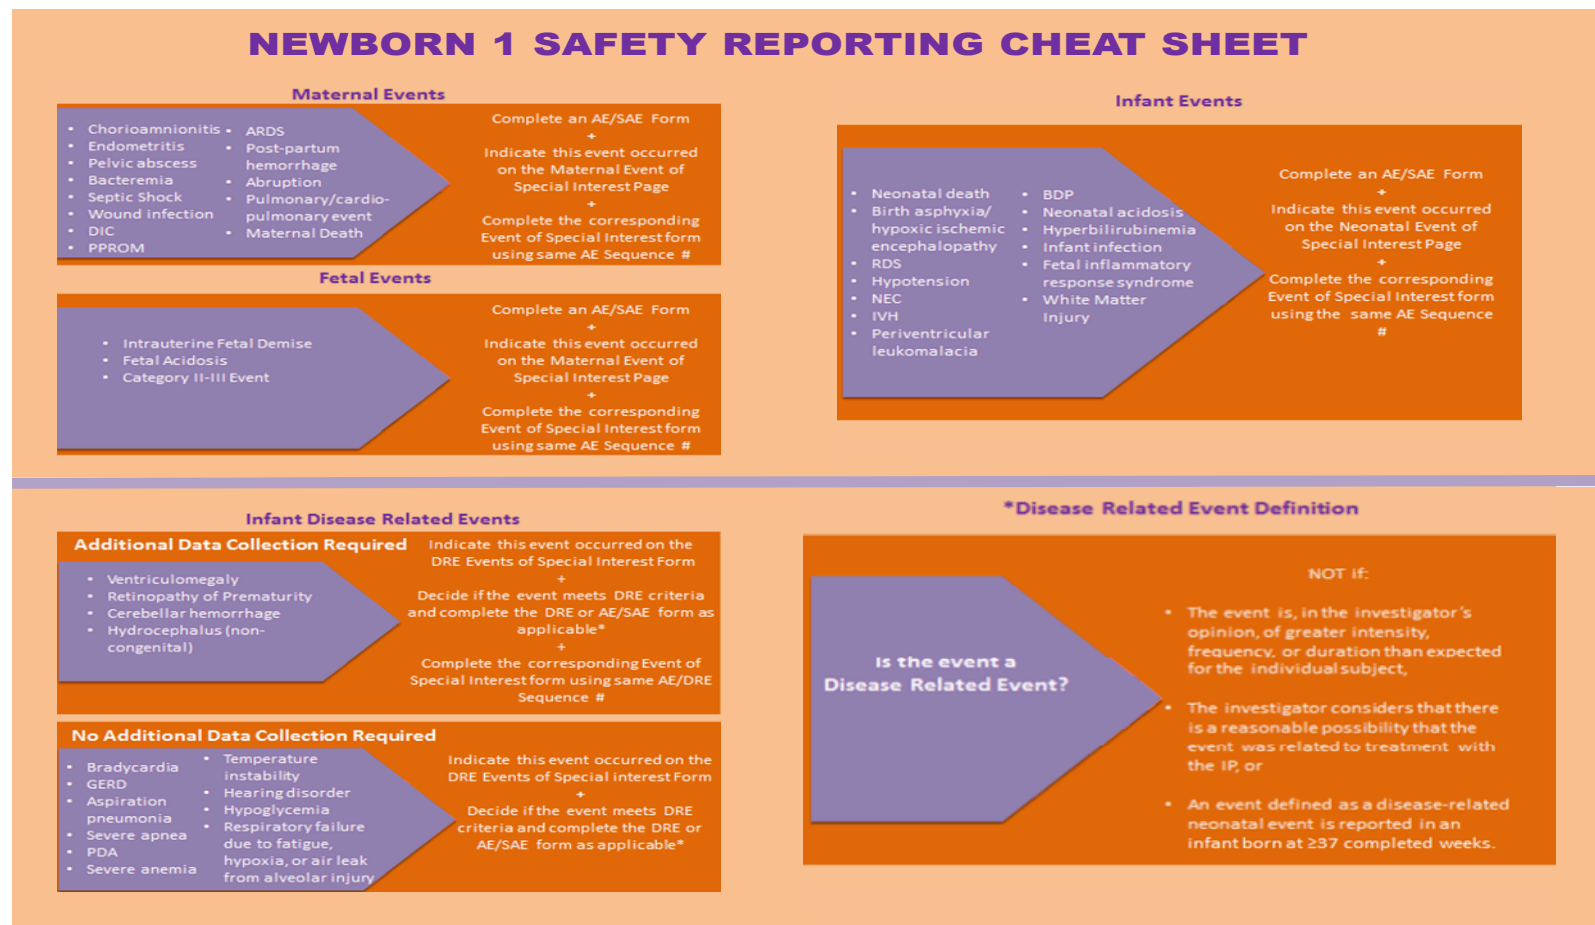 NEWBORN 1 SAFETY REPORTING CHEAT SHEET
Maternal Events
• Chorioamnionitis
• Endometritis
• Pelvic abscess
• Bacteremia
• Septic Shock
• Wound infection
• DIC
• PPROM
• ARDS
• Post-partum
hemorrhage
• Abruption
• Pulmonary/cardio-
pulmonary event
• Maternal Death
Complete an AE/SAE Form
+
Indicate this event occurred
on the Maternal Event of
Special Interest Page
+
Complete the corresponding
Event of Special Interest form
using same AE Sequence #
Fetal Events
• Intrauterine Fetal Demise
• Fetal Acidosis
• Category II-III Event
Complete an AE/SAE Form
+
Indicate this event occurred
on the Maternal Event of
Special Interest Page
+
Complete the corresponding
Event of Special Interest form
using same AE Sequence #
Infant Events
• Neonatal death
• Birth asphyxia/
hypoxic ischemic
encephalopathy
• RDS
• Hypotension
• NEC
• IVH
• Periventricular
leukomalacia
• BDP
• Neonatal acidosis
• Hyperbilirubinemia
• Infant infection
• Fetal inflammatory
response syndrome
• White Matter
Injury
Complete an AE/SAE Form
+
Indicate this event occurred
on the Neonatal Event of
Special Interest Page
+
Complete the corresponding
Event of Special Interest form
using the same AE Sequence
#
Infant Disease Related Events
Additional Data Collection Required
• Ventriculomegaly
• Retinopathy of Prematurity
• Cerebellar hemorrhage
• Hydrocephalus (non-
congenital)
Indicate this event occurred on the
DRE Events of Special Interest Form
+
Decide if the event meets DRE criteria
and complete the DRE or AE/SAE form as
applicable*
+
Complete the corresponding Event of
Special Interest form using same AE/DRE
Sequence #
No Additional Data Collection Required
• Bradycardia
• GERD
• Aspiration
pneumonia
• Severe apnea
• PDA
• Severe anemia
• Temperature
instability
• Hearing disorder
• Hypoglycemia
• Respiratory failure
due to fatigue,
hypoxia, or air leak
from alveolar injury
Indicate this event occurred on the
DRE Events of Special interest Form
+
Decide if the event meets DRE
criteria and complete the DRE or
AE/SAE form as applicable*
*Disease Related Event Definition
Is the event a
Disease Related Event?
NOT if:
• The event is, in the investigator's
opinion, of greater intensity,
frequency, or duration than expected
for the individual subject,
• The investigator considers that there
is a reasonable possibility that the
event was related to treatment with
the IP, or
• An event defined as a disease-related
neonatal event is reported in an
infant born at ≥37 completed weeks.